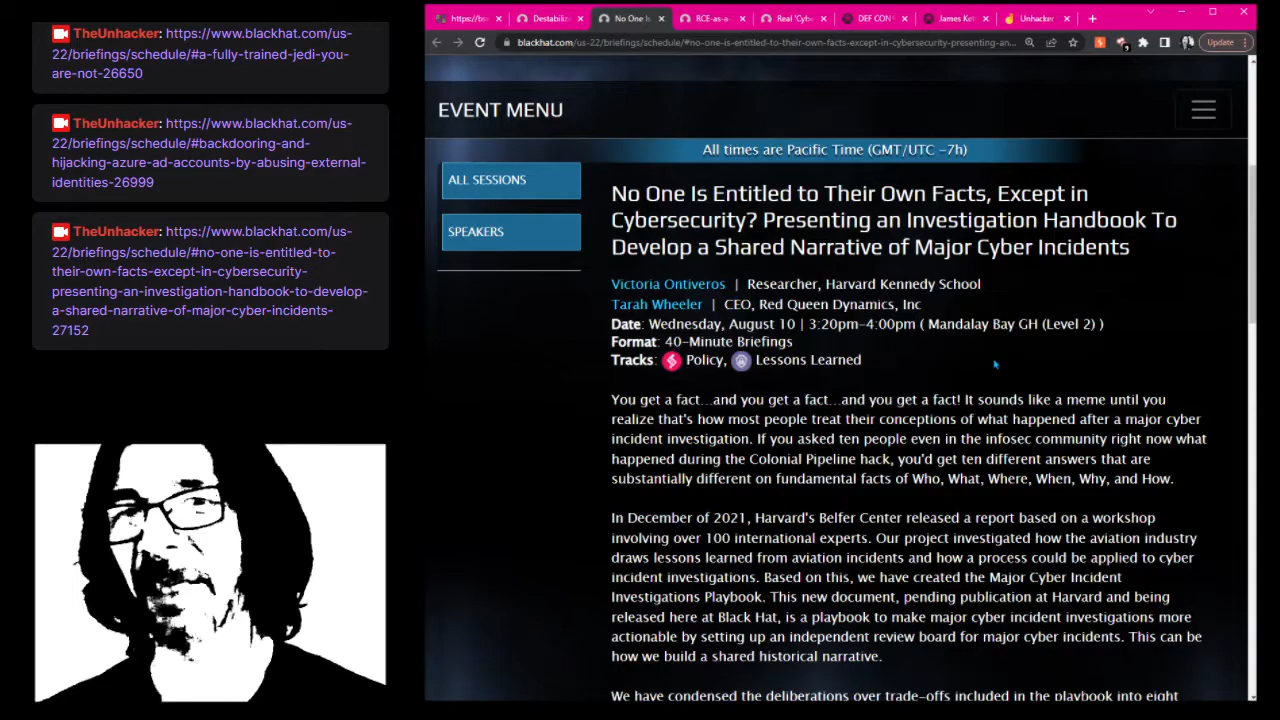 TheUnhacker: https://www.blackhat.com/us-
22/briefings/schedule/#a-fully-trained-jedi-you-
are-not-26650
TheUnhacker: https://www.blackhat.com/us-
22/briefings/schedule/#backdooring-and-
hijacking-azure-ad-accounts-by-abusing-external-
identities-26999
TheUnhacker: https://www.blackhat.com/us-
22/briefings/schedule/#no-one-is-entitled-to-
their-own-facts-except-in-cybersecurity-
presenting-an-investigation-handbook-to-develop-
a-shared-narrative-of-major-cyber-incidents-
27152
https://bs
Destabiliz
No One Is
RCE-as-a
Real 'Cybe
DEF CON
James Ket
Unhacker
blackhat.com/us-22/briefings/schedule/#no-one-is-entitled-to-their-own-facts-except-in-cybersecurity-presenting-an...
Update
EVENT MENU
All times are Pacific Time (GMT/UTC -7h)
ALL SESSIONS
SPEAKERS
No One Is Entitled to Their Own Facts, Except in
Cybersecurity? Presenting an Investigation Handbook To
Develop a Shared Narrative of Major Cyber Incidents
Victoria Ontiveros | Researcher, Harvard Kennedy School
Tarah Wheeler | CEO, Red Queen Dynamics, Inc
Date: Wednesday, August 10 | 3:20pm-4:00pm ( Mandalay Bay GH (Level 2) )
Format: 40-Minute Briefings
Tracks: Policy, Lessons Learned
You get a fact...and you get a fact...and you get a fact! It sounds like a meme until you
realize that's how most people treat their conceptions of what happened after a major cyber
incident investigation. If you asked ten people even in the infosec community right now what
happened during the Colonial Pipeline hack, you'd get ten different answers that are
substantially different on fundamental facts of Who, What, Where, When, Why, and How.
In December of 2021, Harvard's Belfer Center released a report based on a workshop
involving over 100 international experts. Our project investigated how the aviation industry
draws lessons learned from aviation incidents and how a process could be applied to cyber
incident investigations. Based on this, we have created the Major Cyber Incident
Investigations Playbook. This new document, pending publication at Harvard and being
released here at Black Hat, is a playbook to make major cyber incident investigations more
actionable by setting up an independent review board for major cyber incidents. This can be
how we build a shared historical narrative.
We have condensed the deliberations over trade-offs included in the playbook into eight